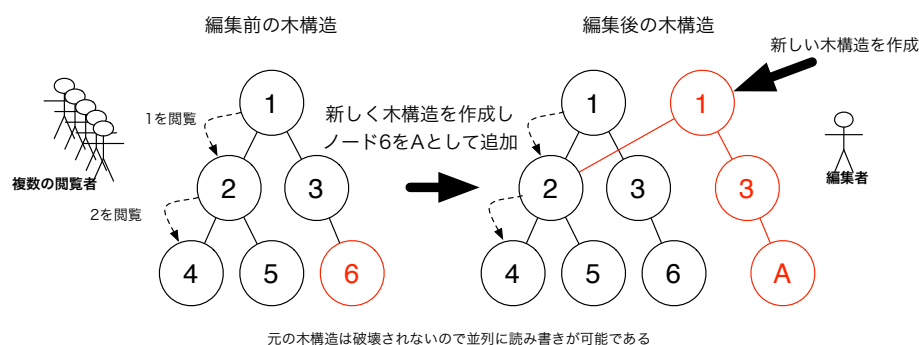 編集前の木構造
編集後の木構造
新しい木構造を作成
1
1
1
1を閲覧
新しく木構造を作成し
ノード6をAとして追加
複数の閲覧者
2
3
2
3
3
編集者
2を閲覧
4
5
6
4
5
6
A
元の木構造は破壊されないので並列に読み書きが可能である